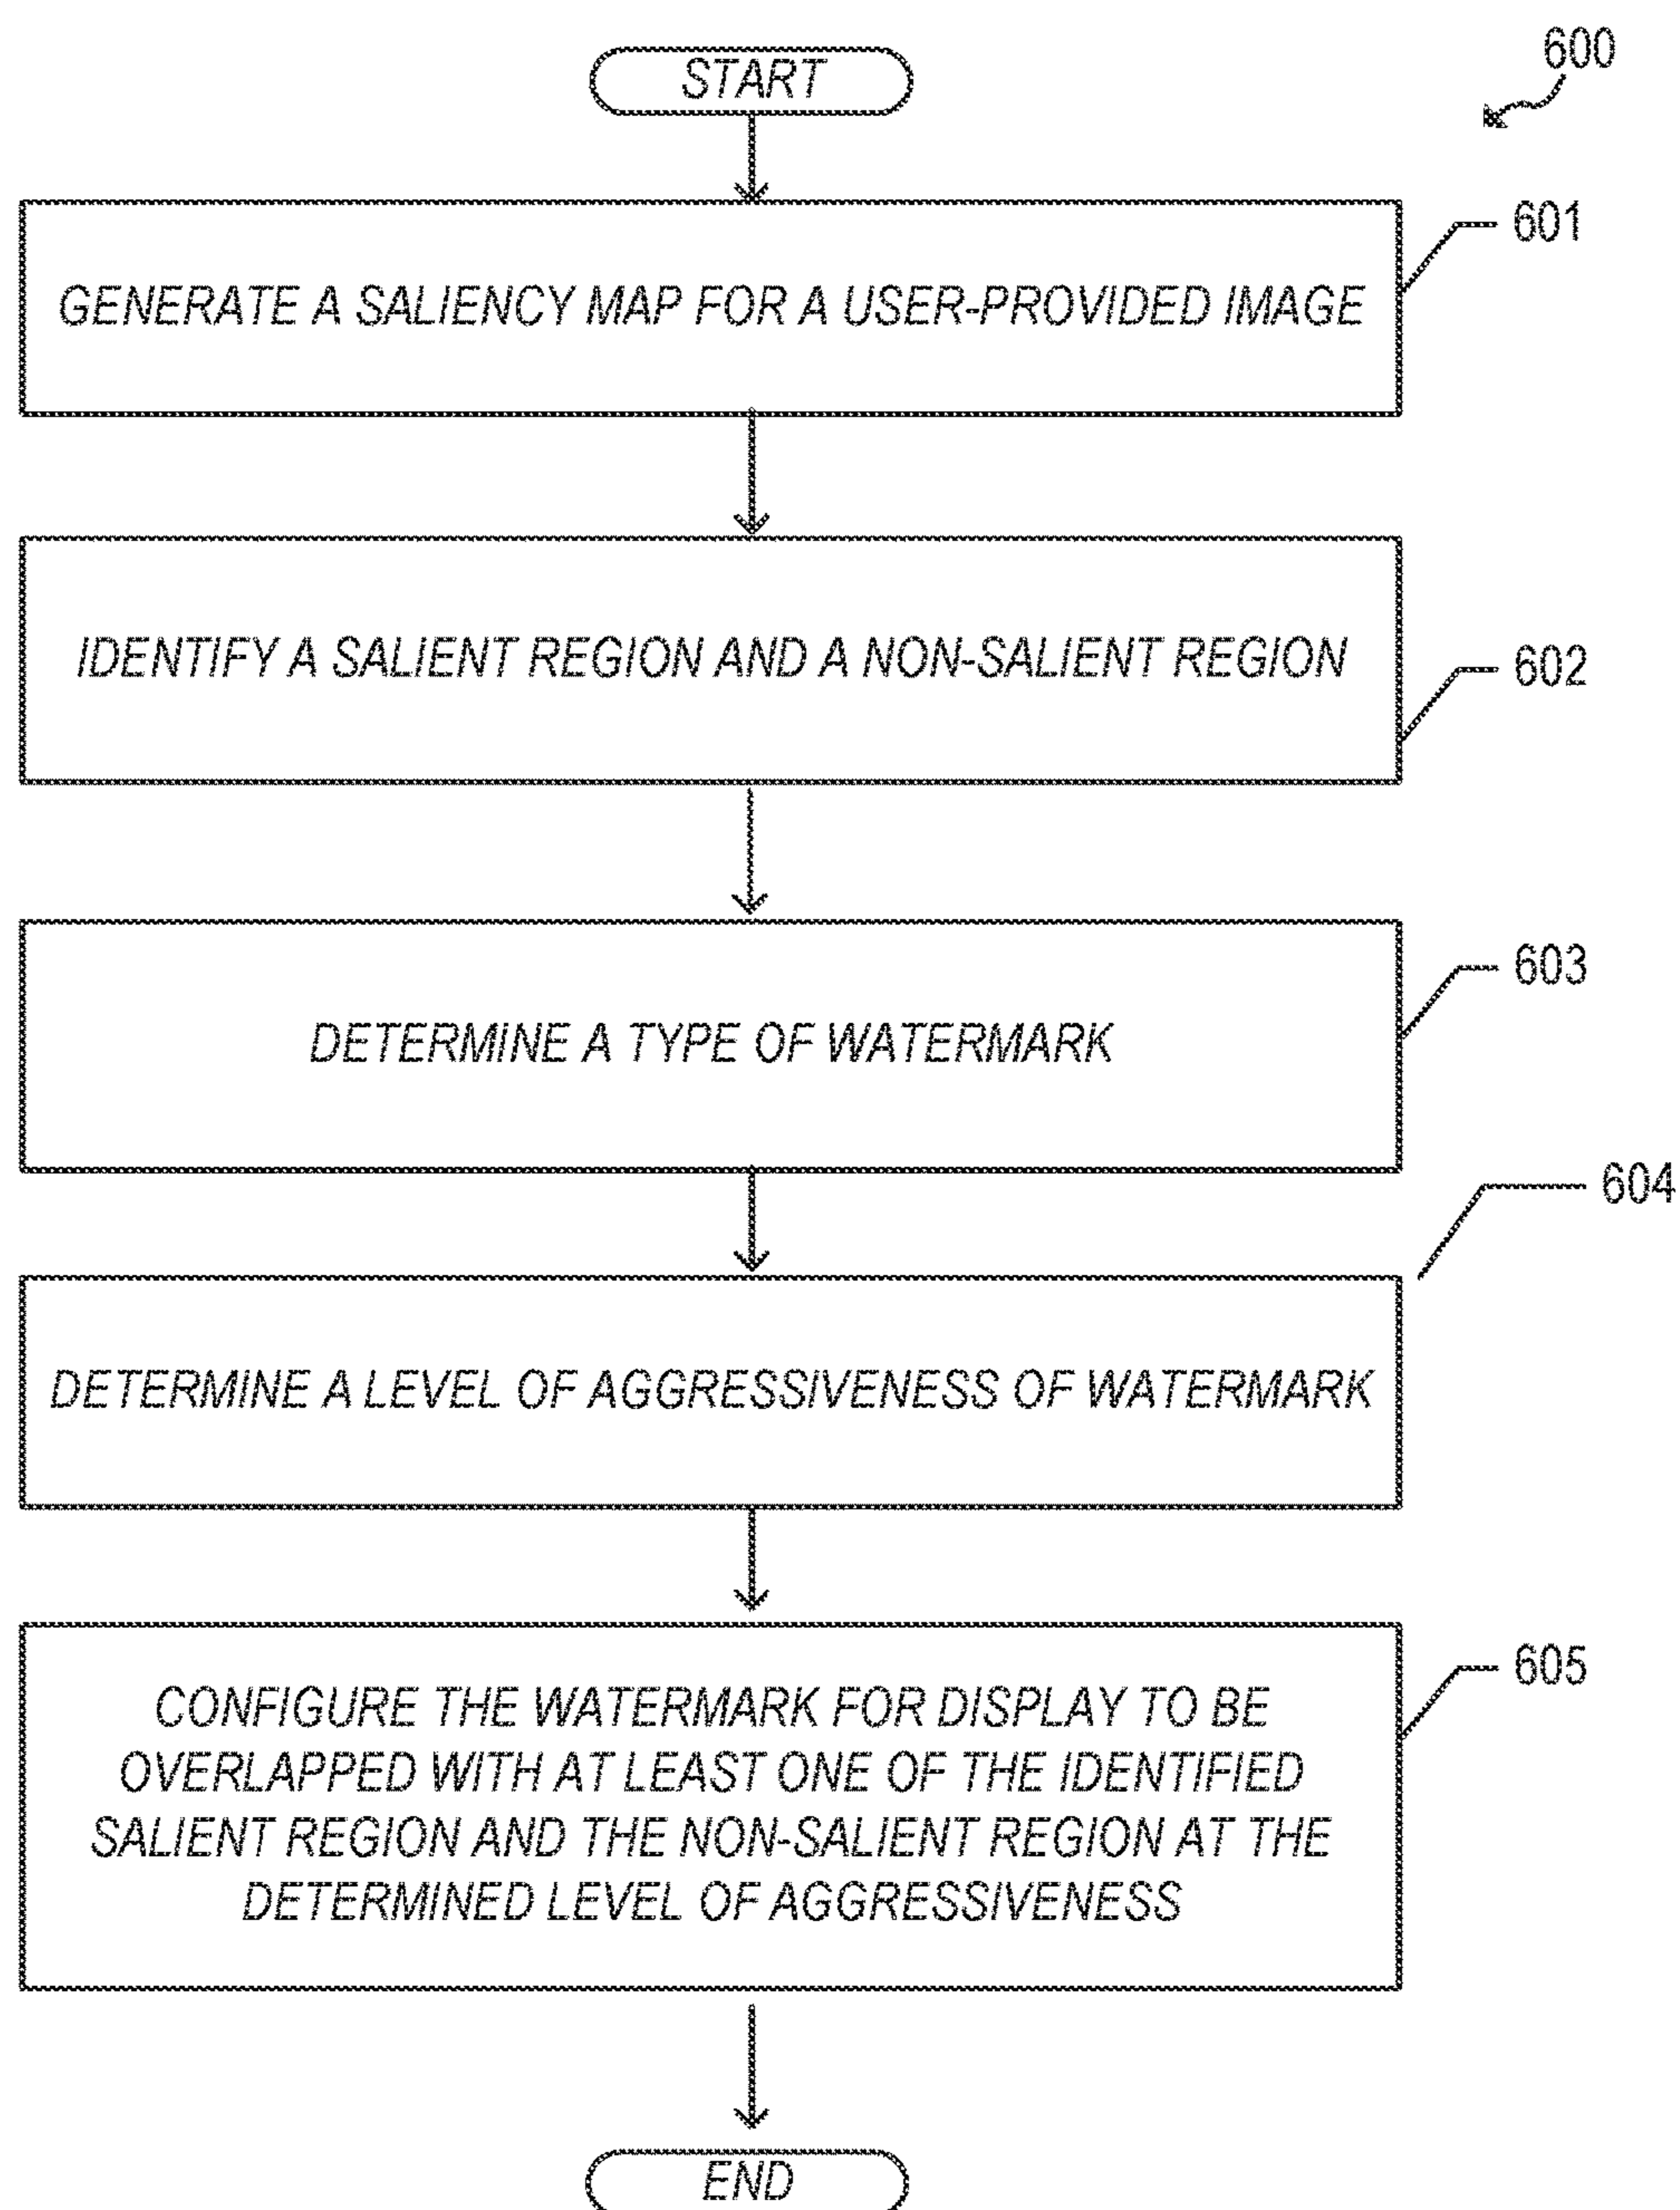 START
600
GENERATE A SALIENCY MAP FOR A USER-PROVIDED IMAGE
601
IDENTIFY A SALIENT REGION AND A NON-SALIENT REGION
602
DETERMINE A TYPE OF WATERMARK
603
604
DETERMINE A LEVEL OF AGGRESSIVENESS OF WATERMARK
CONFIGURE THE WATERMARK FOR DISPLAY TO BE
OVERLAPPED WITH AT LEAST ONE OF THE IDENTIFIED
SALIENT REGION AND THE NON-SALIENT REGION AT THE
DETERMINED LEVEL OF AGGRESSIVENESS
605
END